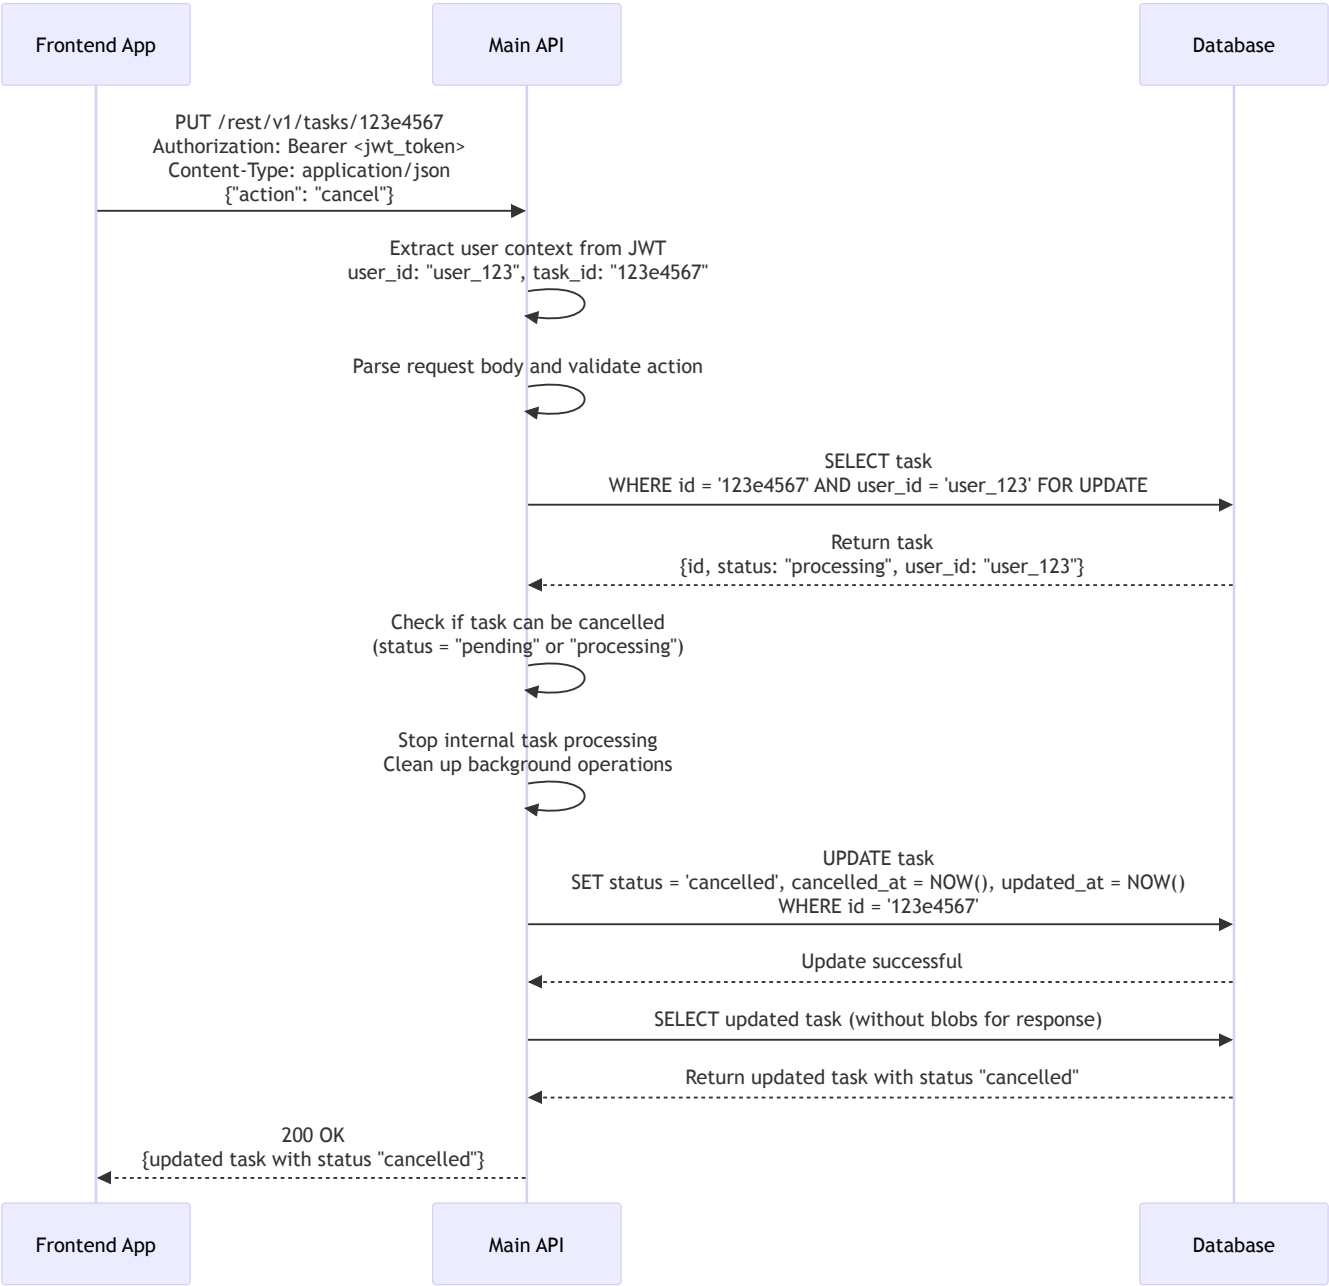 Frontend App
Main API
Database
PUT /rest/v1/tasks/123e4567
Authorization: Bearer <jwt_token>
Content-Type: application/json
{"action": "cancel"}
Extract user context from JWT
user_id: "user_123", task_id: "123e4567"
Parse request body and validate action
SELECT task
WHERE id = '123e4567' AND user_id = 'user_123' FOR UPDATE
Return task
{id, status: "processing", user_id: "user_123"}
Check if task can be cancelled
(status = "pending" or "processing")
Stop internal task processing
Clean up background operations
UPDATE task
SET status = 'cancelled', cancelled_at = NOW(), updated_at = NOW()
WHERE id = '123e4567'
Update successful
SELECT updated task (without blobs for response)
Return updated task with status "cancelled"
200 OK
{updated task with status "cancelled"}
Frontend App
Main API
Database